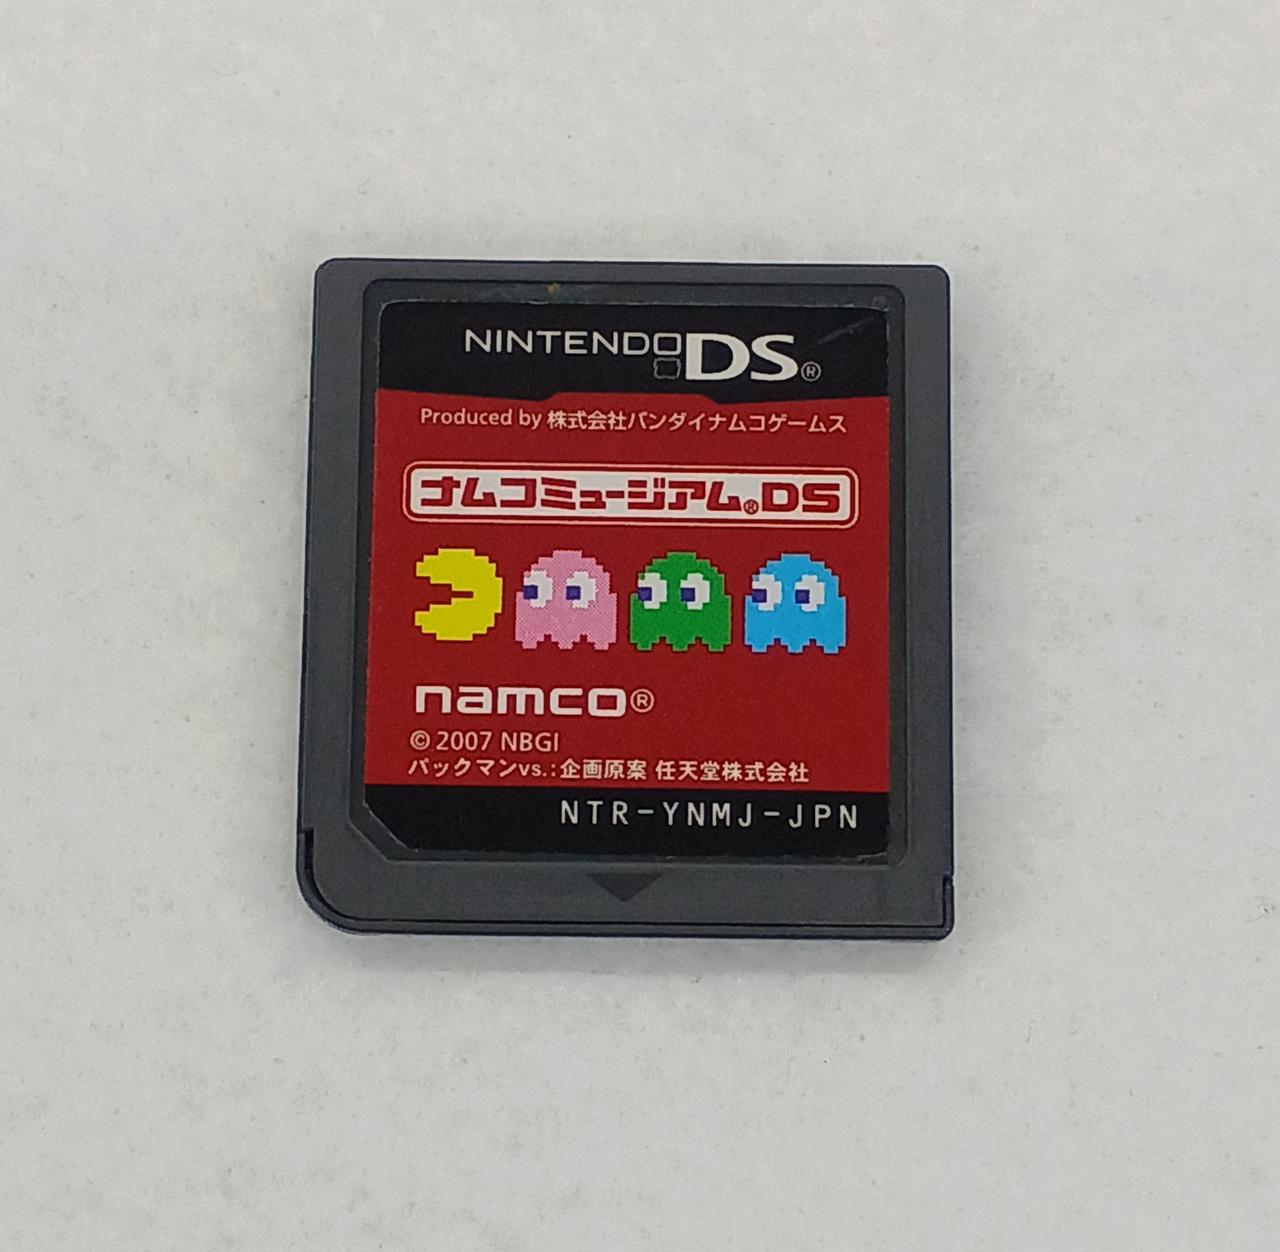 NINTENDO DS®
Produced by 株式会社バンダイナムコゲームス
ナムコミュージアム®DS
namco®
© 2007 NBGI
パックマンvs.:企画原案 任天堂株式会社
NTR-YNMJ-JPN